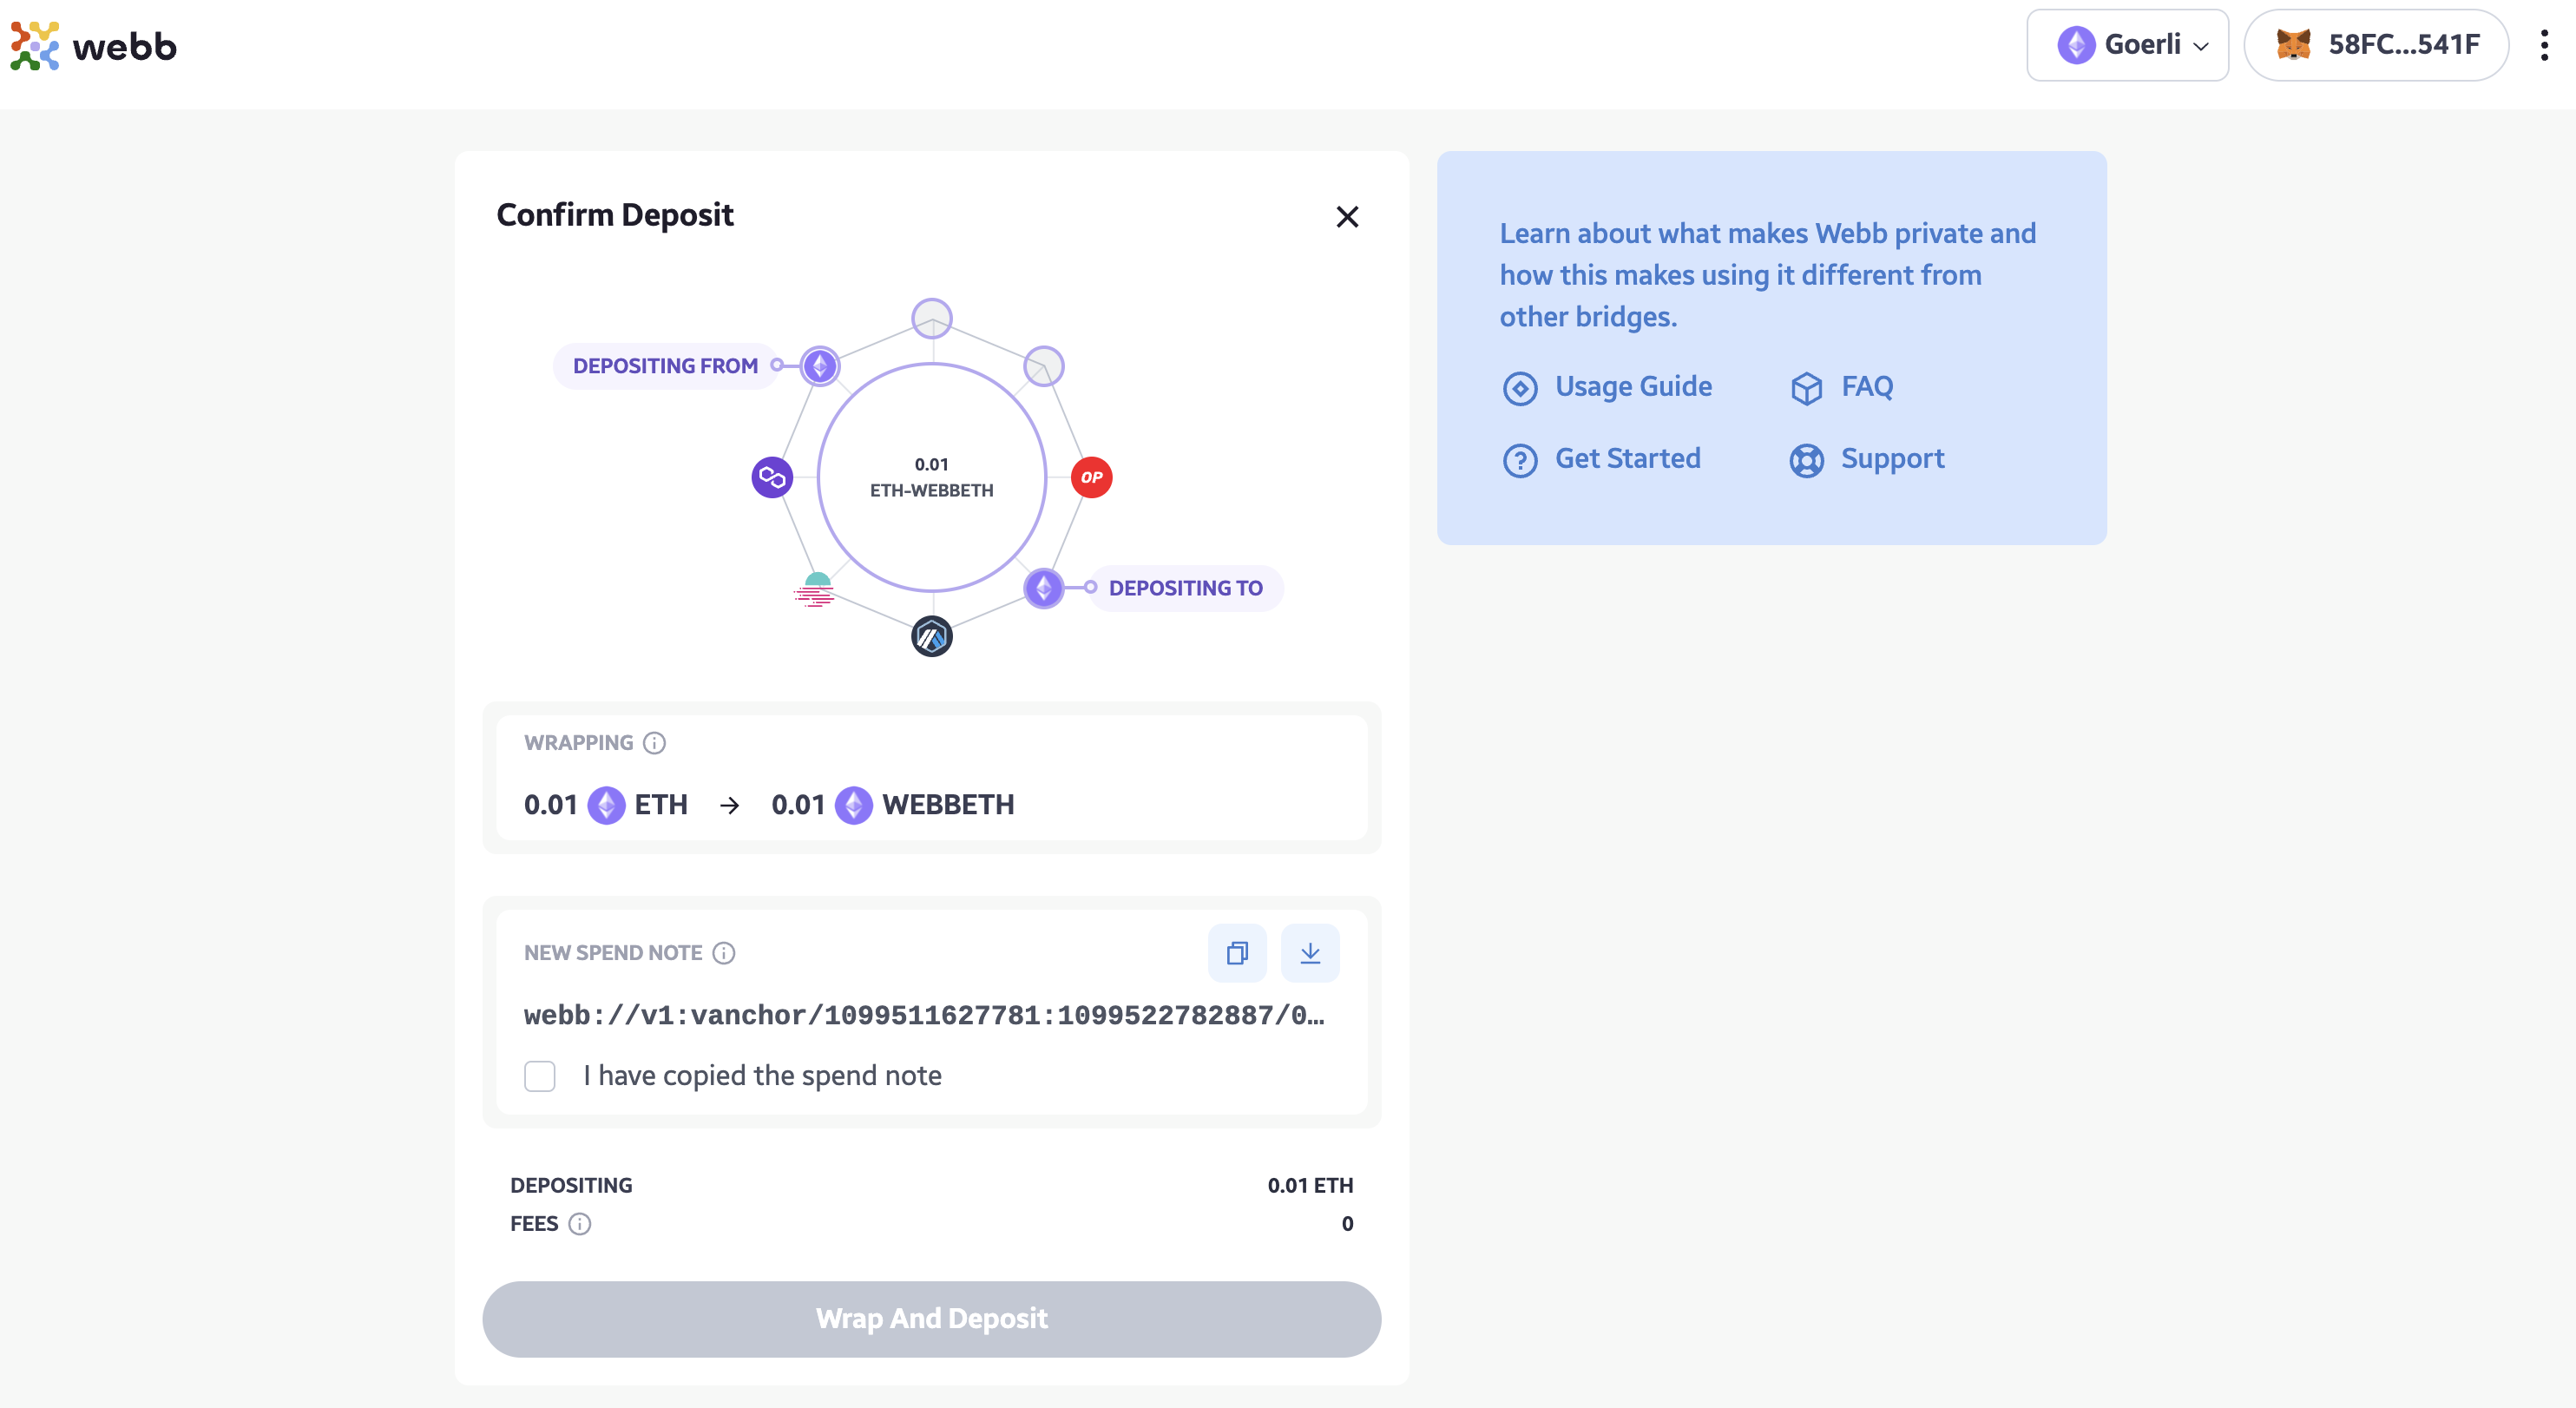 webb
Goerli
58FC...541F
Confirm Deposit
DEPOSITING FROM
OP
0.01
ETH-WEBBETH
DEPOSITING TO
WRAPPING
0.01 ETH → 0.01 WEBBETH
NEW SPEND NOTE
webb://v1:vanchor/1099511627781:1099522782887/0…
I have copied the spend note
DEPOSITING 0.01 ETH
FEES 0
Wrap And Deposit
Learn about what makes Webb private and
how this makes using it different from
other bridges.
Usage Guide
FAQ
Get Started
Support